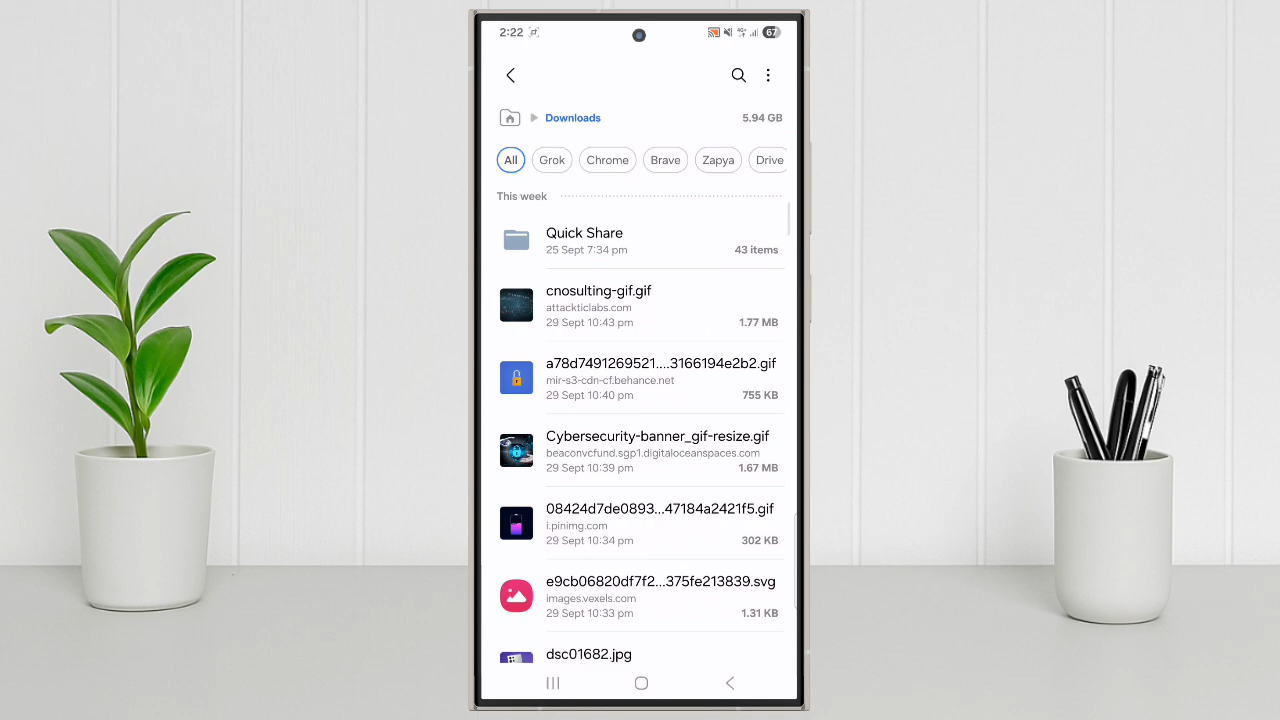 2:22
67
Downloads 5.94 GB
All Grok Chrome Brave Zapya Drive
This week
Quick Share
25 Sept 7:34 pm 43 items
cnosulting-gif.gif
attackticlabs.com
29 Sept 10:43 pm 1.77 MB
a78d7491269521....3166194e2b2.gif
mir-s3-cdn-cf.behance.net
29 Sept 10:40 pm 755 KB
Cybersecurity-banner_gif-resize.gif
beaconvcfund.sgp1.digitaloceanspaces.com
29 Sept 10:39 pm 1.67 MB
08424d7de0893...47184a2421f5.gif
i.pinimg.com
29 Sept 10:34 pm 302 KB
e9cb06820df7f2...375fe213839.svg
images.vexels.com
29 Sept 10:33 pm 1.31 KB
dsc01682.jpg